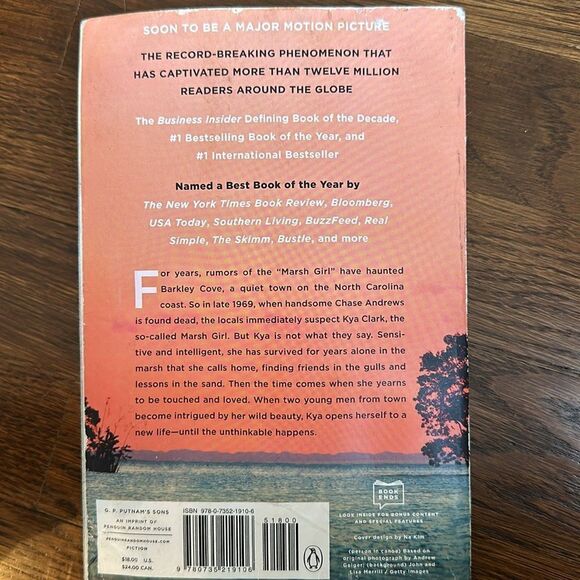 SOON TO BE A MAJOR MOTION PICTURE
THE RECORD-BREAKING PHENOMENON THAT
HAS CAPTIVATED MORE THAN TWELVE MILLION
READERS AROUND THE GLOBE
The Business Insider Defining Book of the Decade,
#1 Bestselling Book of the Year, and
#1 International Bestseller
Named a Best Book of the Year by
The New York Times Book Review, Bloomberg,
USA Today, Southern Living, BuzzFeed, Real
Simple, The Skimm, Bustle, and more
For years, rumors of the “Marsh Girl” have haunted
Barkley Cove, a quiet town on the North Carolina
coast. So in late 1969, when handsome Chase Andrews
is found dead, the locals immediately suspect Kya Clark, the
so-called Marsh Girl. But Kya is not what they say. Sensi-
tive and intelligent, she has survived for years alone in the
marsh that she calls home, finding friends in the gulls and
lessons in the sand. Then the time comes when she yearns
to be touched and loved. When two young men from town
become intrigued by her wild beauty, Kya opens herself to a
new life—until the unthinkable happens.
G. P. PUTNAM'S SONS
AN IMPRINT OF
PENGUIN RANDOM HOUSE
PENGUINRANDOMHOUSE.COM
FICTION
$18.00 U.S.
$24.00 CAN.
ISBN 978-0-7352-1910-6
51800
9780735219106
BOOK
ENDS
LOOK INSIDE FOR BONUS CONTENT
AND SPECIAL FEATURES
Cover design by Na Kim
(person in canoe) Based on
original photograph by Andrew
Geiger; (background) John and
Lisa Merrill / Getty Images